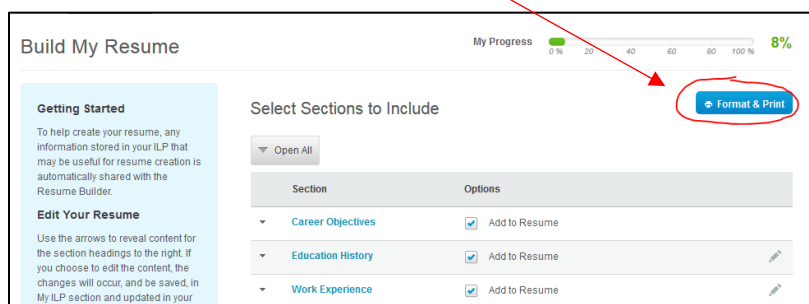 Build My Resume
My Progress
0 % 20 40 60 80 100 %
8%
Getting Started
To help create your resume, any
information stored in your ILP that
may be useful for resume creation is
automatically shared with the
Resume Builder.
Edit Your Resume
Use the arrows to reveal content for
the section headings to the right. If
you choose to edit the content, the
changes will occur, and be saved, in
My ILP section and updated in your
Select Sections to Include
Format & Print
Open All
Section Options
Career Objectives Add to Resume
Education History Add to Resume
Work Experience Add to Resume